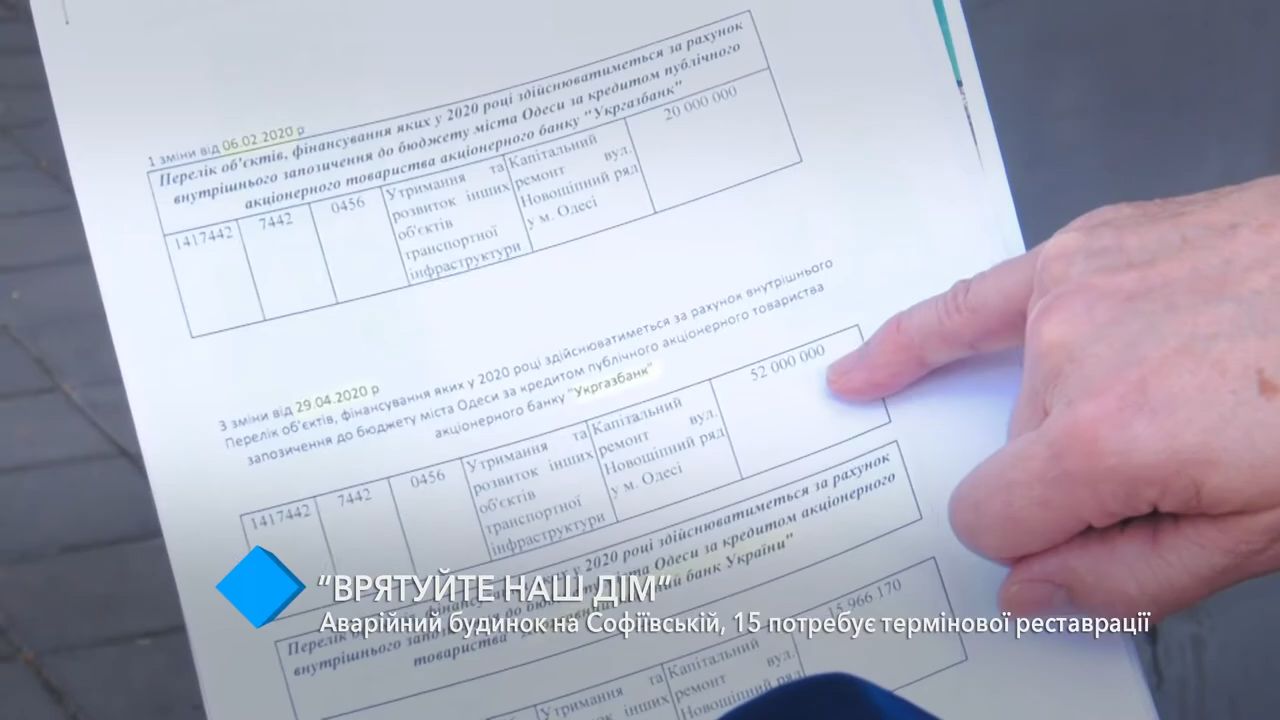 1 зміни від 06.02.2020 р
Перелік об'єктів, фінансування яких у 2020 році здійснюватиметься за рахунок
внутрішнього запозичення до бюджету міста Одеси за кредитом публічного
акціонерного товариства акціонерного банку "Укргазбанк"
1417442 7442 0456 Утримання та Капітальний 20 000 000
розвиток інших ремонт вул.
об'єктів Новощіпний ряд
транспортної у м. Одесі
інфраструктури
3 зміни від 29.04.2020 р
Перелік об'єктів, фінансування яких у 2020 році здійснюватиметься за рахунок внутрішнього
запозичення до бюджету міста Одеси за кредитом публічного акціонерного товариства
акціонерного банку "Укргазбанк"
1417442 7442 0456 Утримання та Капітальний 52 000 000
розвиток інших ремонт вул.
об'єктів Новощіпний ряд
транспортної у м. Одесі
інфраструктури
Перелік у 2020 році здійснюватиметься за рахунок
внутрішнього до міста Одеси за кредитом акціонерного
товариства банк України"
15 966 170
Утримання та Капітальний
інших ремонт вул.
Новощіпний ряд
"ВРЯТУЙТЕ НАШ ДІМ"
Аварійний будинок на Софіївській, 15 потребує термінової реставрації